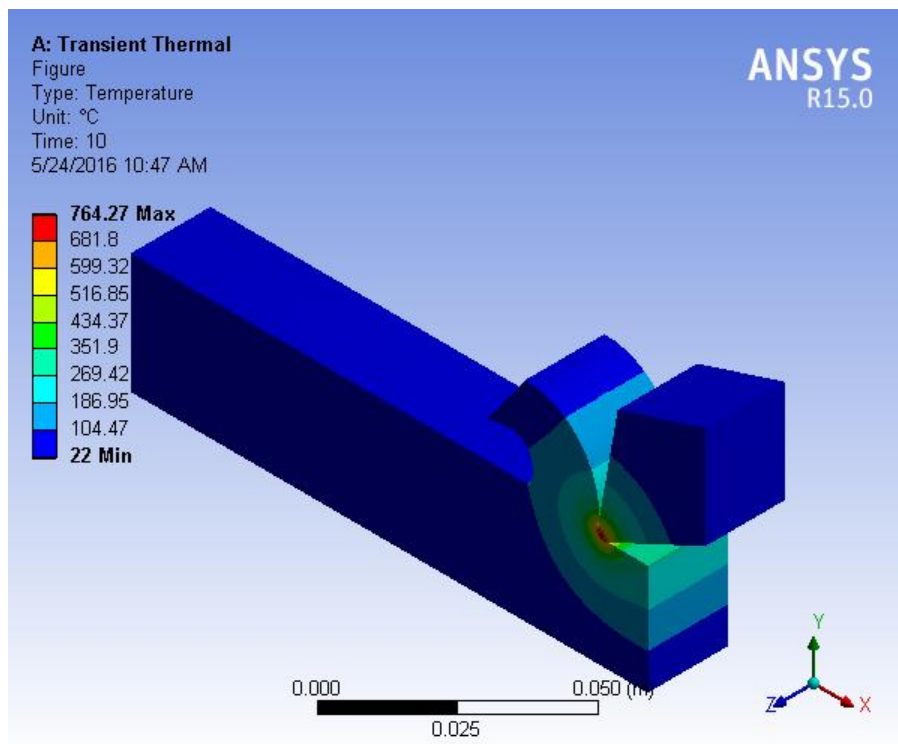 A: Transient Thermal
Figure
Type: Temperature
Unit: °C
Time: 10
5/24/2016 10:47 AM
ANSYS
R15.0
764.27 Max
681.8
599.32
516.85
434.37
351.9
269.42
186.95
104.47
22 Min
0.000
0.050 (m)
0.025
Y
Z
X